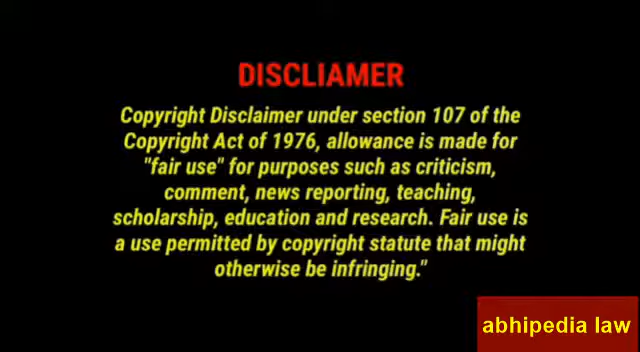 DISCLIAMER
Copyright Disclaimer under section 107 of the
Copyright Act of 1976, allowance is made for
"fair use" for purposes such as criticism,
comment, news reporting, teaching,
scholarship, education and research. Fair use is
a use permitted by copyright statute that might
otherwise be infringing."
abhipedia law